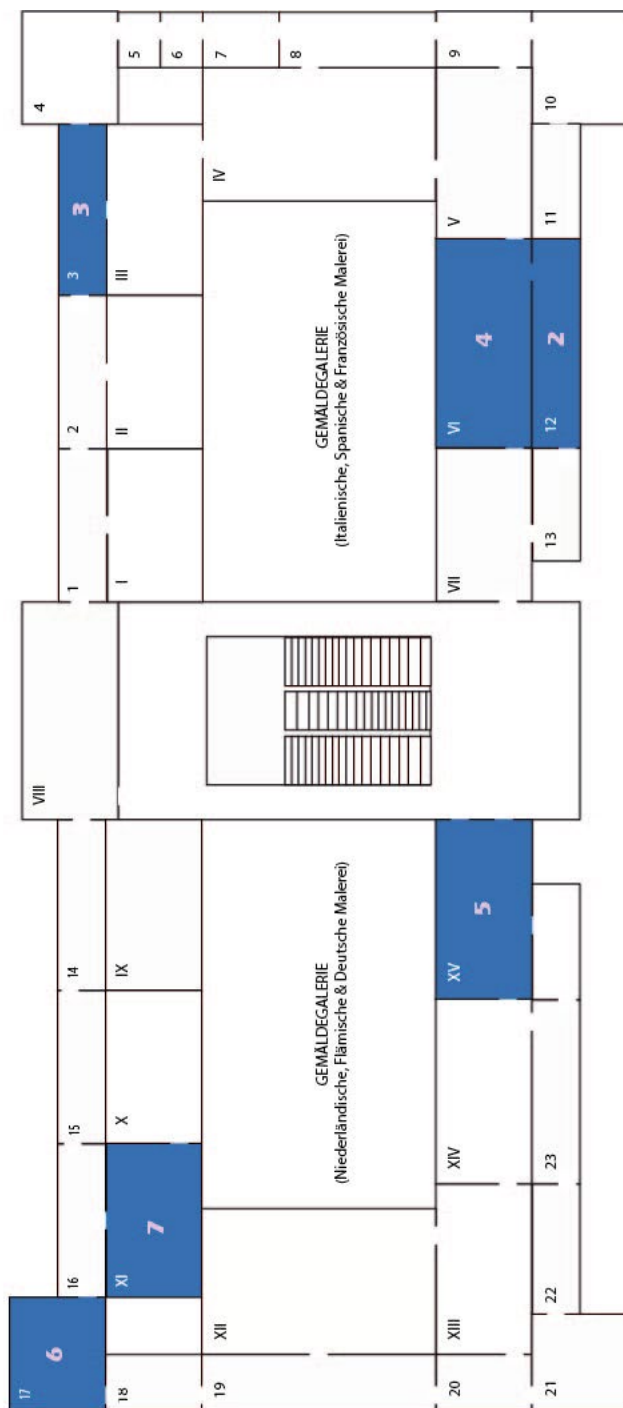 17
VIII
4
6
16
15
14
1
2
3
3
18
XI
X
IX
I
II
III
5
7
6
19
XII
IV
7
8
GEMÄLDEGALERIE
(Niederländische, Flämische & Deutsche Malerei)
GEMÄLDEGALERIE
(Italienische, Spanische & Französische Malerei)
20
XIII
XIV
XV
VII
VI
V
9
5
4
21
22
23
13
12
2
11
10